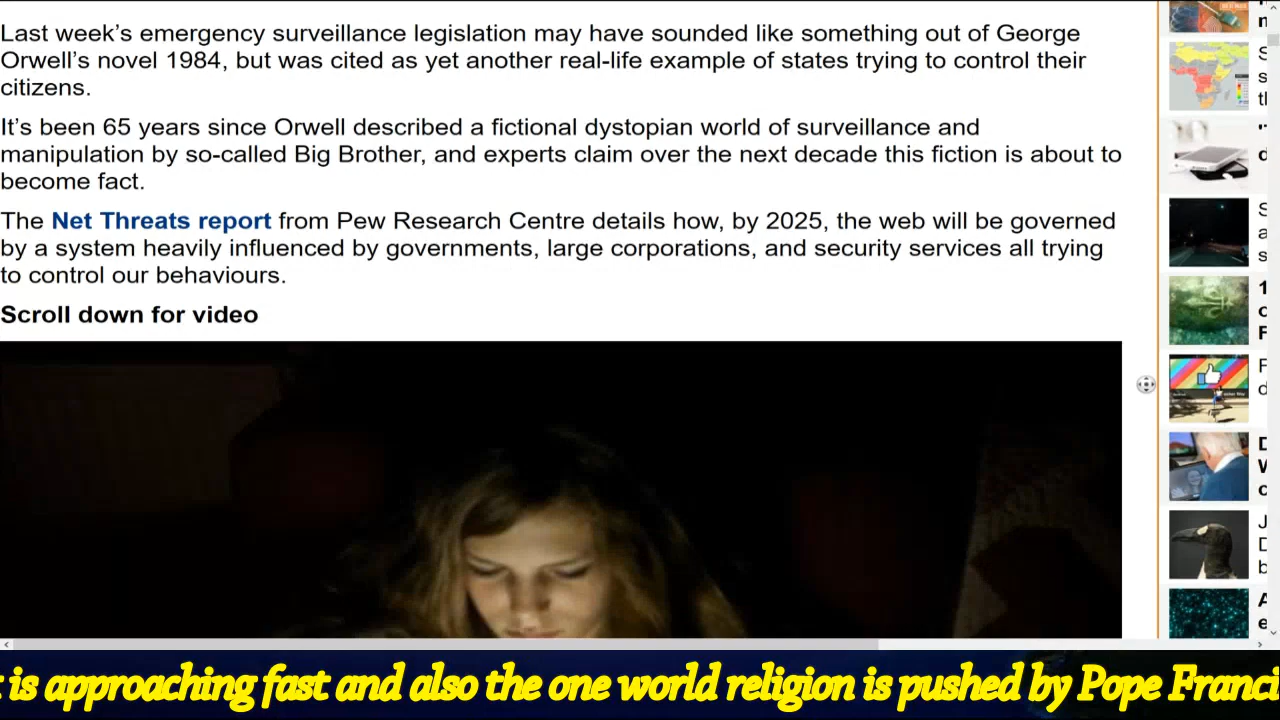 Last week’s emergency surveillance legislation may have sounded like something out of George
Orwell’s novel 1984, but was cited as yet another real-life example of states trying to control their
citizens.
It’s been 65 years since Orwell described a fictional dystopian world of surveillance and
manipulation by so-called Big Brother, and experts claim over the next decade this fiction is about to
become fact.
The Net Threats report from Pew Research Centre details how, by 2025, the web will be governed
by a system heavily influenced by governments, large corporations, and security services all trying
to control our behaviours.
Scroll down for video
is approaching fast and also the one world religion is pushed by Pope Franci